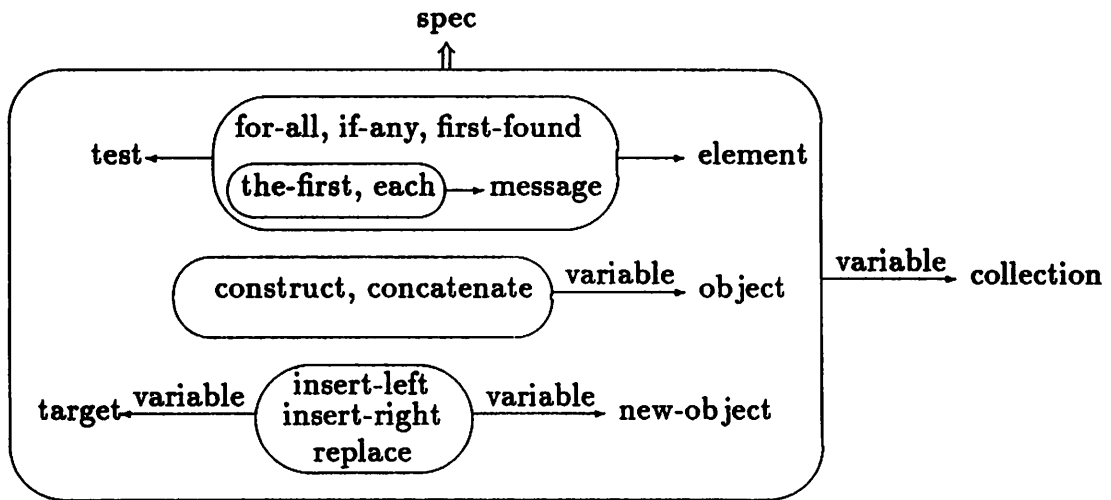 spec
for-all, if-any, first-found
test
element
the-first, each
message
variable
collection
construct, concatenate
variable
object
target
variable
insert-left
insert-right
replace
variable
new-object